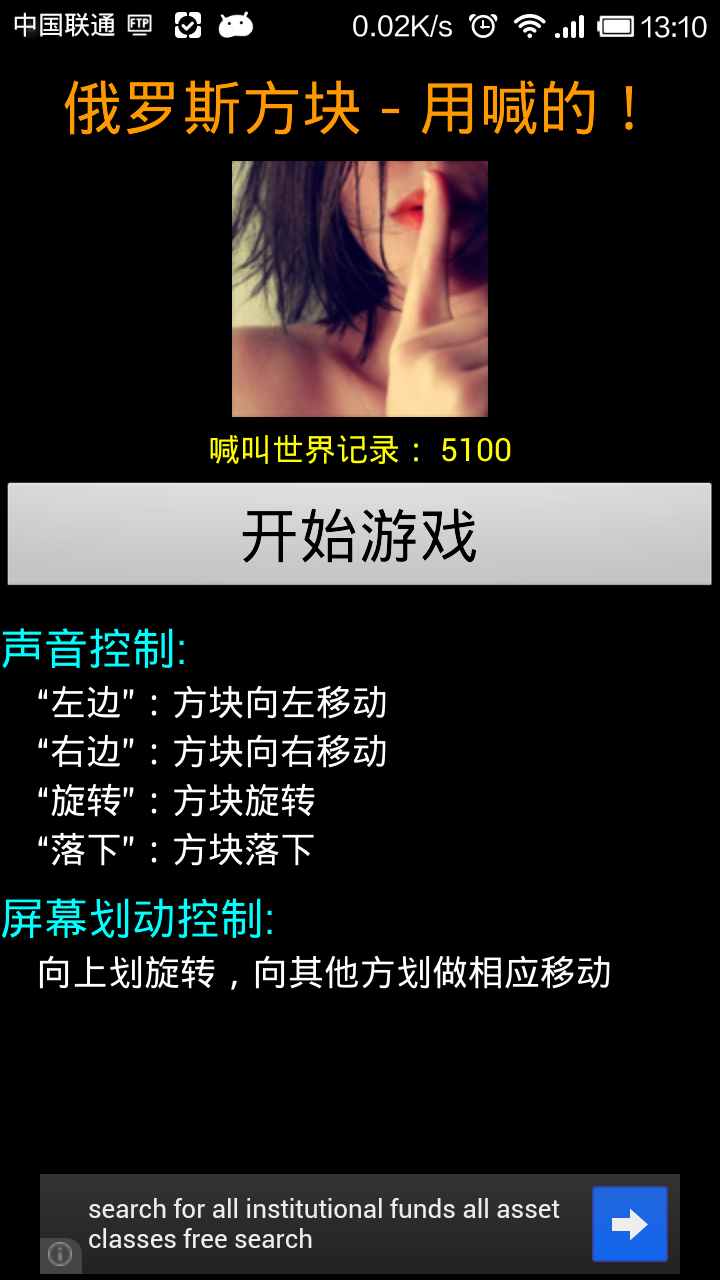 中国联通 FTP 0.02K/s 13:10
俄罗斯方块 - 用喊的！
喊叫世界记录： 5100
开始游戏
声音控制:
“左边”：方块向左移动
“右边”：方块向右移动
“旋转”：方块旋转
“落下”：方块落下
屏幕划动控制:
向上划旋转，向其他方划做相应移动
search for all institutional funds all asset
classes free search